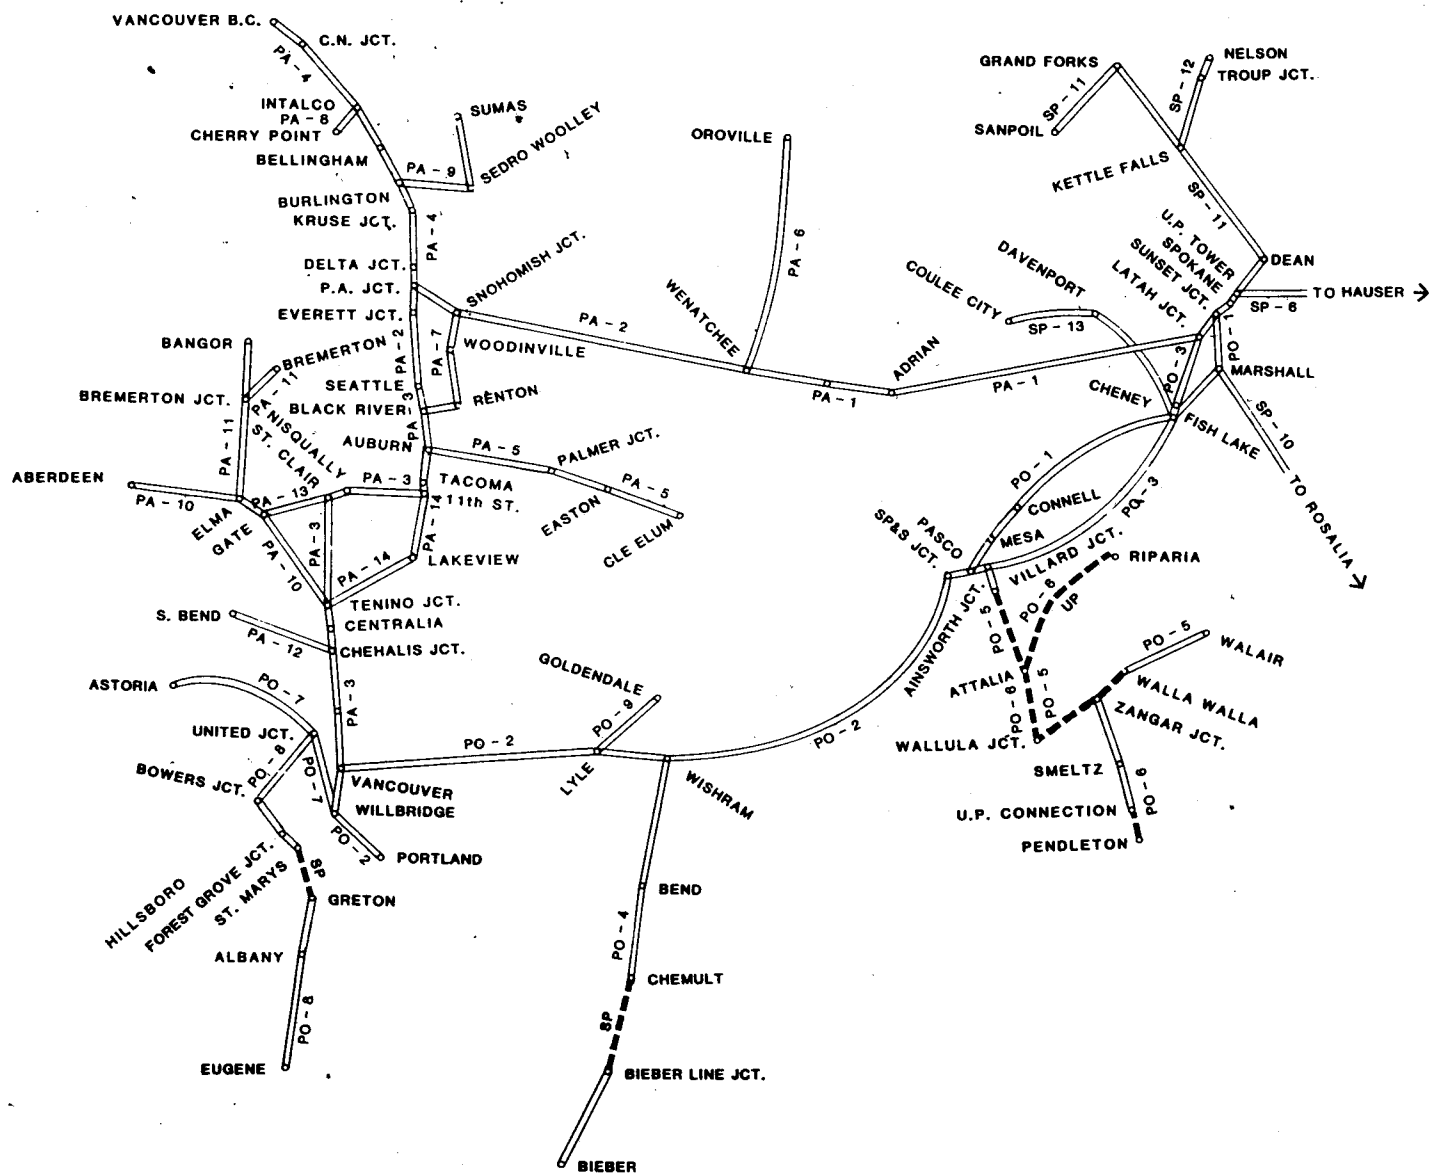 VANCOUVER B.C.
C.N. JCT.
PA - 4
INTALCO
PA - 8
CHERRY POINT
BELLINGHAM
SUMAS
SEDRO WOOLLEY
PA - 9
BURLINGTON
KRUSE JCT.
PA - 4
DELTA JCT.
P.A. JCT.
EVERETT JCT.
SNOHOMISH JCT.
PA - 2
PA - 7
WOODINVILLE
BANGOR
BREMERTON
PA - 11
BREMERTON JCT.
PA - 11
SEATTLE
BLACK RIVER
RENTON
PA - 3
AUBURN
NISQUALLY
ST. CLAIR
PA - 5
PALMER JCT.
EASTON
PA - 5
CLE ELUM
ABERDEEN
PA - 10
ELMA
GATE
PA - 13
PA - 3
TACOMA
11th ST.
PA - 14
PA - 3
PA - 10
PA - 14
LAKEVIEW
TENINO JCT.
CENTRALIA
S. BEND
PA - 12
CHEHALIS JCT.
PA - 3
ASTORIA
PO - 7
UNITED JCT.
PO - 8
PO - 7
BOWERS JCT.
VANCOUVER
WILLBRIDGE
PO - 2
PORTLAND
HILLSBORO
FOREST GROVE JCT.
ST. MARYS
SP
GRETON
ALBANY
PO - 8
EUGENE
PA - 2
OROVILLE
PA - 6
WENATCHEE
PA - 1
ADRIAN
PA - 1
GRAND FORKS
SP - 11
SANPOIL
SP - 12
NELSON
TROUP JCT.
KETTLE FALLS
SP - 11
DEAN
U.P. TOWER
SPOKANE
SUNSET JCT.
LATAH JCT.
TO HAUSER
SP - 6
DAVENPORT
COULEE CITY
SP - 13
PO - 1
PO - 3
MARSHALL
CHENEY
FISH LAKE
SP - 10
TO ROSALIA
PO - 1
CONNELL
MESA
PO - 3
PASCO
SP&S JCT.
VILLARD JCT.
AINSWORTH JCT.
PO - 5
PO - 6
UP
RIPARIA
ATTALIA
PO - 6
PO - 5
WALLULA JCT.
PO - 5
WALAIR
WALLA WALLA
ZANGAR JCT.
SMELTZ
PO - 6
U.P. CONNECTION
PENDLETON
GOLDENDALE
PO - 9
PO - 2
LYLE
WISHRAM
PO - 2
BEND
PO - 4
CHEMULT
SP
BIEBER LINE JCT.
BIEBER